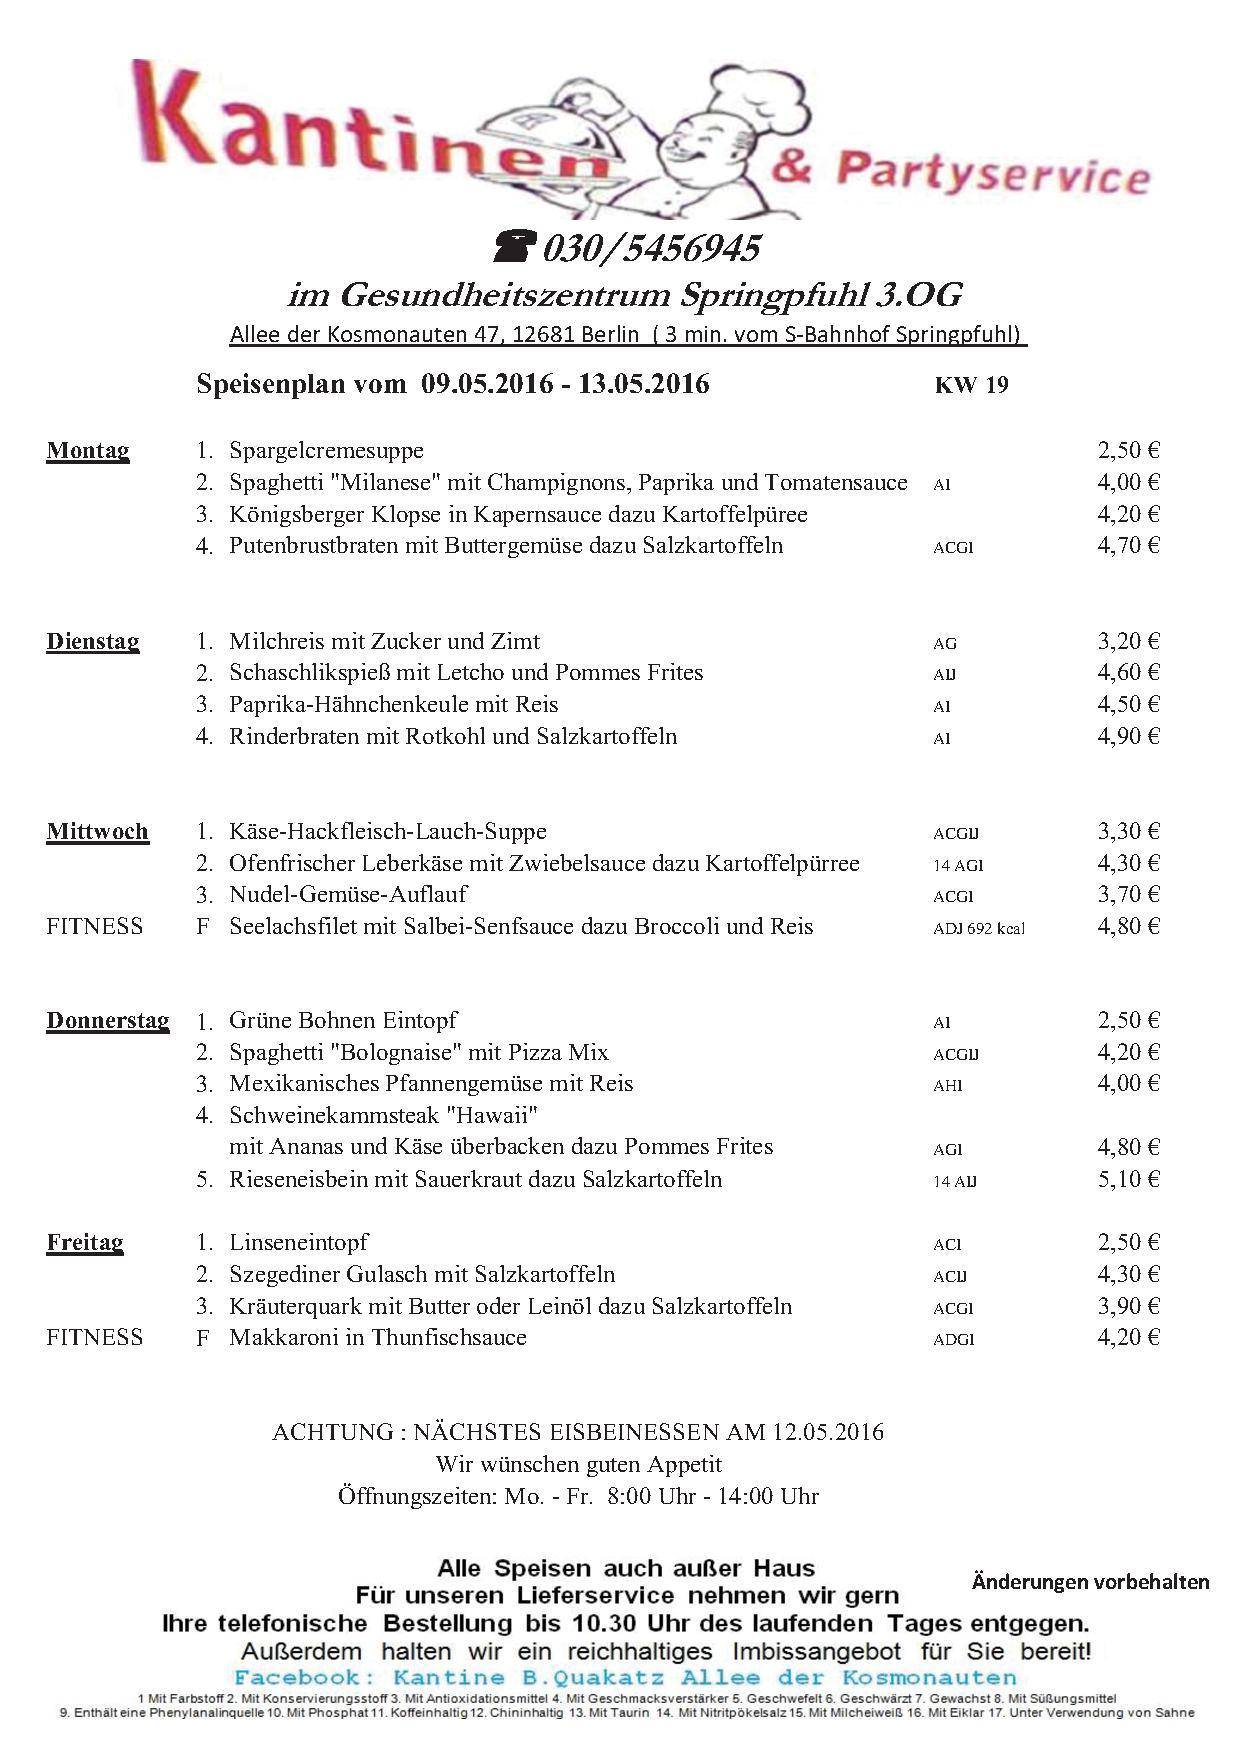 Kantinen & Partyservice
☎ 030/5456945
im Gesundheitszentrum Springpfuhl 3.OG
Allee der Kosmonauten 47, 12681 Berlin ( 3 min. vom S-Bahnhof Springpfuhl)
Speisenplan vom 09.05.2016 - 13.05.2016 KW 19
Montag 1. Spargelcremesuppe 2,50 €
2. Spaghetti "Milanese" mit Champignons, Paprika und Tomatensauce AI 4,00 €
3. Königsberger Klopse in Kapernsauce dazu Kartoffelpüree 4,20 €
4. Putenbrustbraten mit Buttergemüse dazu Salzkartoffeln ACGI 4,70 €
Dienstag 1. Milchreis mit Zucker und Zimt AG 3,20 €
2. Schaschlikspieß mit Letcho und Pommes Frites AIJ 4,60 €
3. Paprika-Hähnchenkeule mit Reis AI 4,50 €
4. Rinderbraten mit Rotkohl und Salzkartoffeln AI 4,90 €
Mittwoch 1. Käse-Hackfleisch-Lauch-Suppe ACGIJ 3,30 €
2. Ofenfrischer Leberkäse mit Zwiebelsauce dazu Kartoffelpürree 14 AGI 4,30 €
3. Nudel-Gemüse-Auflauf ACGI 3,70 €
FITNESS F Seelachsfilet mit Salbei-Senfsauce dazu Broccoli und Reis ADJ 692 kcal 4,80 €
Donnerstag 1. Grüne Bohnen Eintopf AI 2,50 €
2. Spaghetti "Bolognaise" mit Pizza Mix ACGIJ 4,20 €
3. Mexikanisches Pfannengemüse mit Reis AHI 4,00 €
4. Schweinekammsteak "Hawaii"
mit Ananas und Käse überbacken dazu Pommes Frites AGI 4,80 €
5. Rieseneisbein mit Sauerkraut dazu Salzkartoffeln 14 AIJ 5,10 €
Freitag 1. Linseneintopf ACI 2,50 €
2. Szegediner Gulasch mit Salzkartoffeln ACIJ 4,30 €
3. Kräuterquark mit Butter oder Leinöl dazu Salzkartoffeln ACGI 3,90 €
FITNESS F Makkaroni in Thunfischsauce ADGI 4,20 €
ACHTUNG : NÄCHSTES EISBEINESSEN AM 12.05.2016
Wir wünschen guten Appetit
Öffnungszeiten: Mo. - Fr. 8:00 Uhr - 14:00 Uhr
Alle Speisen auch außer Haus
Änderungen vorbehalten
Für unseren Lieferservice nehmen wir gern
Ihre telefonische Bestellung bis 10.30 Uhr des laufenden Tages entgegen.
Außerdem halten wir ein reichhaltiges Imbissangebot für Sie bereit!
Facebook: Kantine B.Quakatz Allee der Kosmonauten
1 Mit Farbstoff 2. Mit Konservierungsstoff 3. Mit Antioxidationsmittel 4. Mit Geschmacksverstärker 5. Geschwefelt 6. Geschwärzt 7. Gewachst 8. Mit Süßungsmittel
9. Enthält eine Phenylanalinquelle 10. Mit Phosphat 11. Koffeinhaltig 12. Chininhaltig 13. Mit Taurin 14. Mit Nitritpökelsalz 15. Mit Milcheiweiß 16. Mit Eiklar 17. Unter Verwendung von Sahne